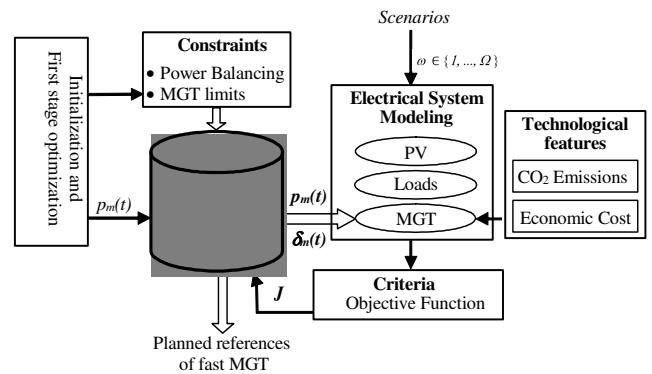 Scenarios
ω ∈ {1, ..., Ω}
Constraints
• Power Balancing
• MGT limits
Initialization and
First stage optimization
Electrical System
Modeling
PV
Loads
MGT
Technological
features
CO₂ Emissions
Economic Cost
pₘ(t)
pₘ(t)
δₘ(t)
J
Criteria
Objective Function
Planned references
of fast MGT